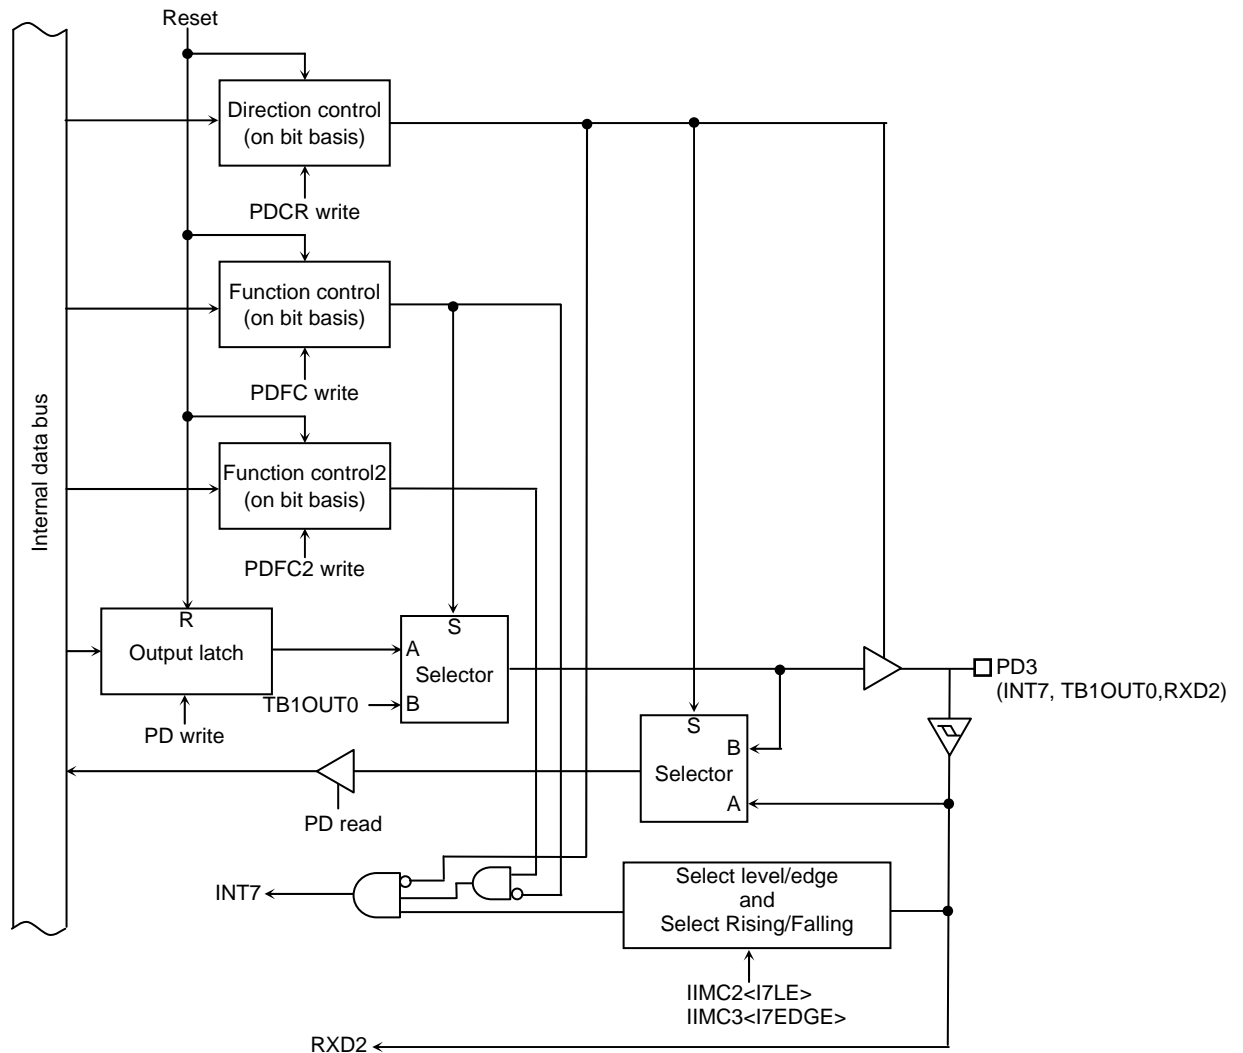 Reset
Direction control
(on bit basis)
PDCR write
Function control
(on bit basis)
PDFC write
Internal data bus
Function control2
(on bit basis)
PDFC2 write
R
Output latch
PD write
S
A
Selector
TB1OUT0
B
PD3
(INT7, TB1OUT0,RXD2)
S
B
Selector
A
PD read
INT7
Select level/edge
and
Select Rising/Falling
IIMC2<I7LE>
IIMC3<I7EDGE>
RXD2